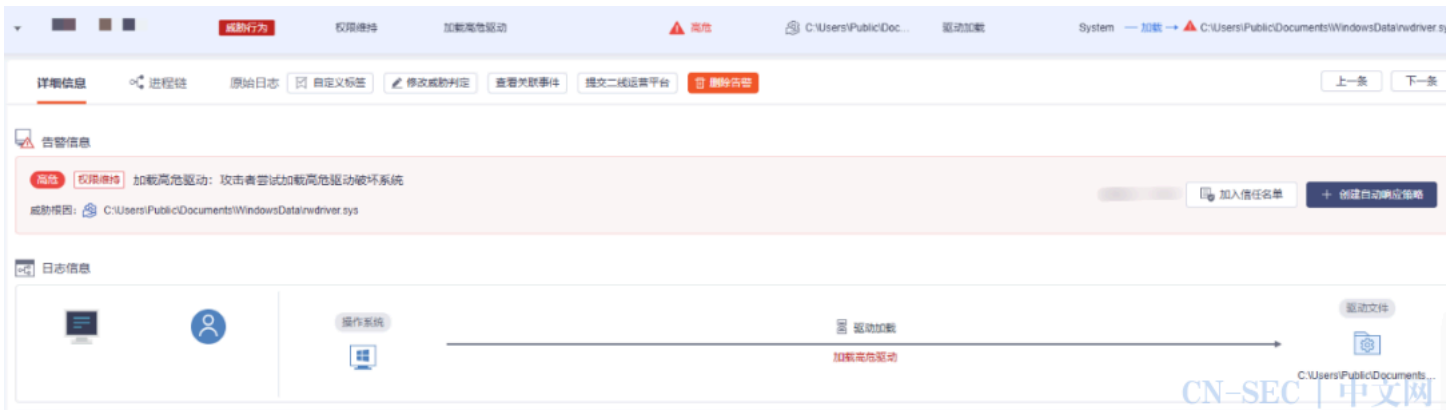 威胁行为 权限维持 加载高危驱动 高危 C:\Users\Public\Doc... 驱动加载 System — 加载 → C:\Users\Public\Documents\WindowsData\rwdriver.sy
详细信息 进程链 原始日志 自定义标签 修改威胁判定 查看关联事件 提交二线运营平台 删除告警 上一条 下一条
告警信息
高危 权限维持 加载高危驱动：攻击者尝试加载高危驱动破坏系统
加入信任名单 + 创建自动响应策略
威胁根因： C:\Users\Public\Documents\WindowsData\rwdriver.sys
日志信息
驱动文件
操作系统
驱动加载
加载高危驱动
C:\Users\Public\Documents...
CN-SEC | 中文网